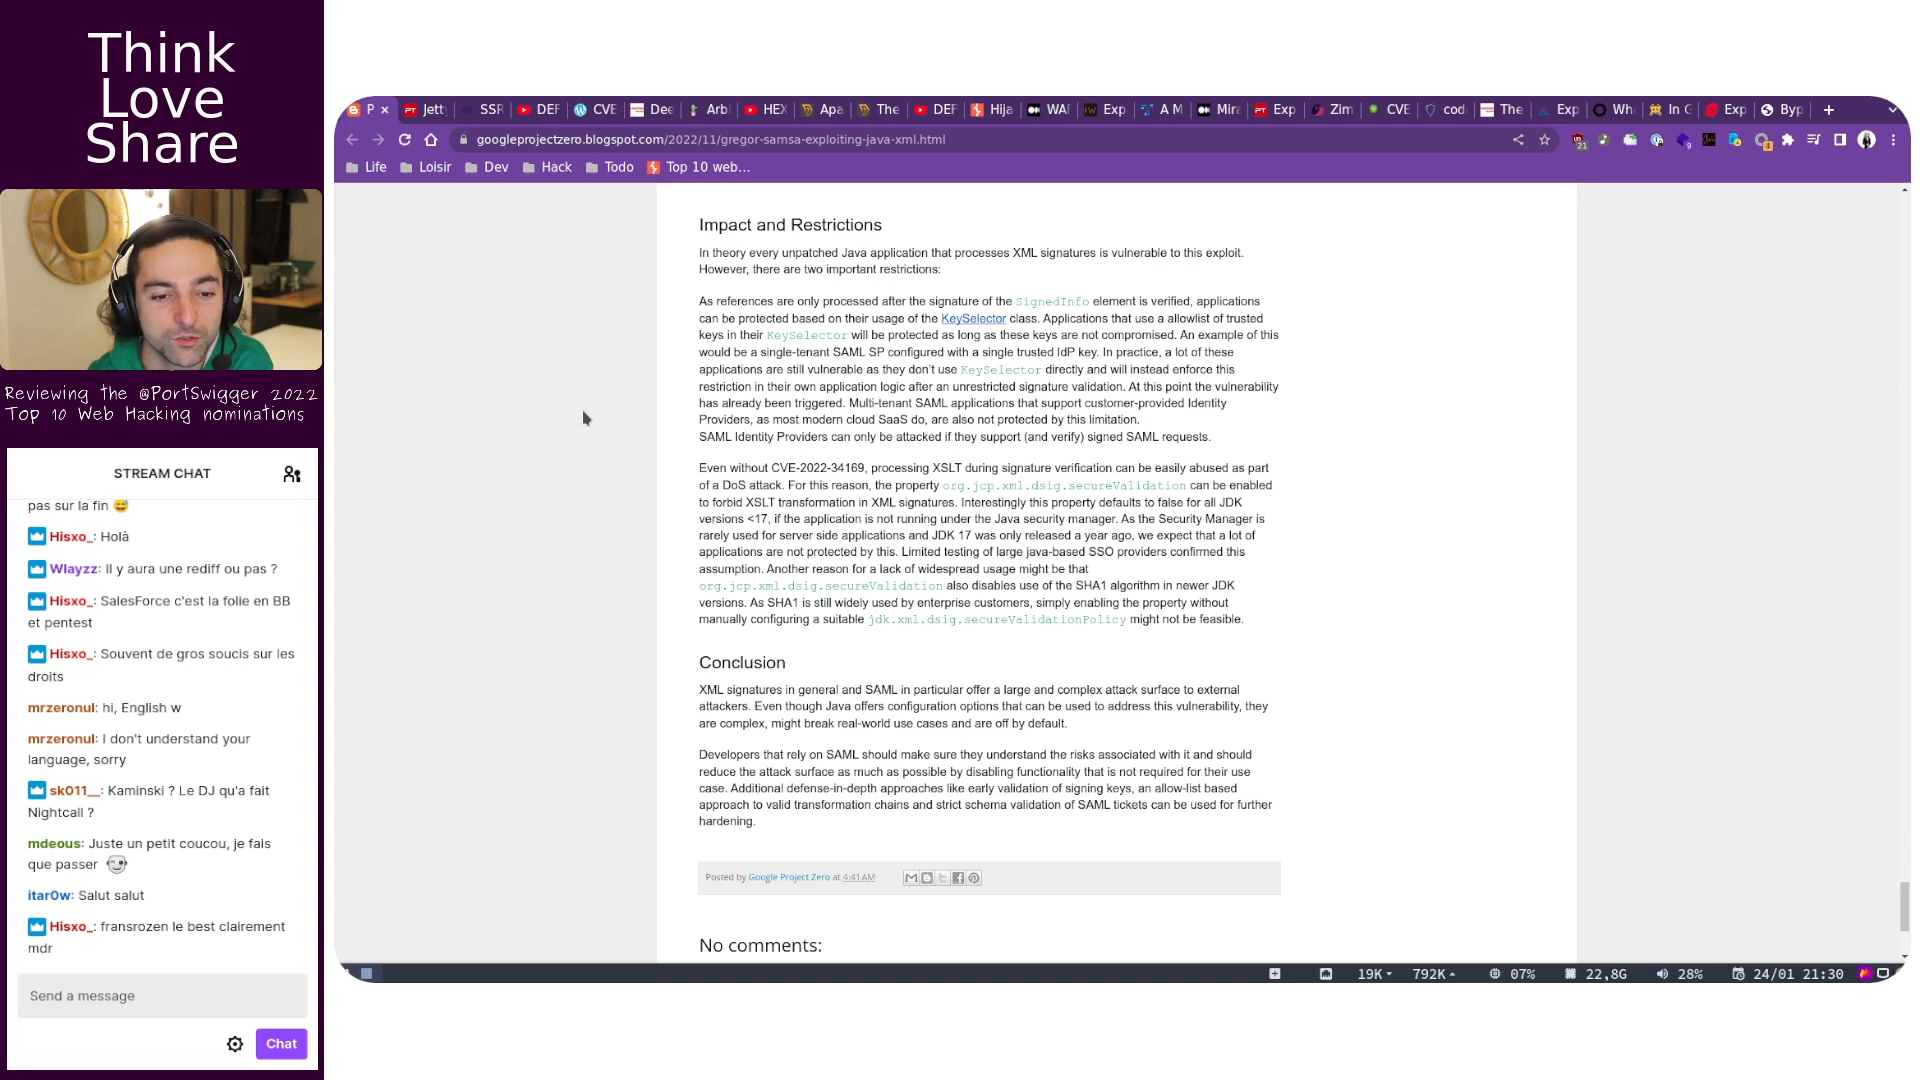 Think
Love
Share
Reviewing the @PortSwigger 2022
Top 10 Web Hacking nominations
STREAM CHAT
pas sur la fin
Hisxo_: Holà
Wlayzz: Il y aura une rediff ou pas ?
Hisxo_: SalesForce c'est la folie en BB
et pentest
Hisxo_: Souvent de gros soucis sur les
droits
mrzeronul: hi, English w
mrzeronul: I don't understand your
language, sorry
sk011__: Kaminski ? Le DJ qu'a fait
Nightcall ?
mdeous: Juste un petit coucou, je fais
que passer
itar0w: Salut salut
Hisxo_: fransrozen le best clairement
mdr
Send a message
Chat
P Jett SSR DEF CVE Dee Arb HEX Apa The DEF Hija WAF Exp A M Mira Exp Zim CVE cod The Exp Wh In G Exp Byp
googleprojectzero.blogspot.com/2022/11/gregor-samsa-exploiting-java-xml.html
21 9 4
Life Loisir Dev Hack Todo Top 10 web...
Impact and Restrictions
In theory every unpatched Java application that processes XML signatures is vulnerable to this exploit.
However, there are two important restrictions:
As references are only processed after the signature of the SignedInfo element is verified, applications
can be protected based on their usage of the KeySelector class. Applications that use a allowlist of trusted
keys in their KeySelector will be protected as long as these keys are not compromised. An example of this
would be a single-tenant SAML SP configured with a single trusted IdP key. In practice, a lot of these
applications are still vulnerable as they don't use KeySelector directly and will instead enforce this
restriction in their own application logic after an unrestricted signature validation. At this point the vulnerability
has already been triggered. Multi-tenant SAML applications that support customer-provided Identity
Providers, as most modern cloud SaaS do, are also not protected by this limitation.
SAML Identity Providers can only be attacked if they support (and verify) signed SAML requests.
Even without CVE-2022-34169, processing XSLT during signature verification can be easily abused as part
of a DoS attack. For this reason, the property org.jcp.xml.dsig.secureValidation can be enabled
to forbid XSLT transformation in XML signatures. Interestingly this property defaults to false for all JDK
versions <17, if the application is not running under the Java security manager. As the Security Manager is
rarely used for server side applications and JDK 17 was only released a year ago, we expect that a lot of
applications are not protected by this. Limited testing of large java-based SSO providers confirmed this
assumption. Another reason for a lack of widespread usage might be that
org.jcp.xml.dsig.secureValidation also disables use of the SHA1 algorithm in newer JDK
versions. As SHA1 is still widely used by enterprise customers, simply enabling the property without
manually configuring a suitable jdk.xml.dsig.secureValidationPolicy might not be feasible.
Conclusion
XML signatures in general and SAML in particular offer a large and complex attack surface to external
attackers. Even though Java offers configuration options that can be used to address this vulnerability, they
are complex, might break real-world use cases and are off by default.
Developers that rely on SAML should make sure they understand the risks associated with it and should
reduce the attack surface as much as possible by disabling functionality that is not required for their use
case. Additional defense-in-depth approaches like early validation of signing keys, an allow-list based
approach to valid transformation chains and strict schema validation of SAML tickets can be used for further
hardening.
Posted by Google Project Zero at 4:41 AM
No comments:
19K 792K 07% 22,8G 28% 24/01 21:30